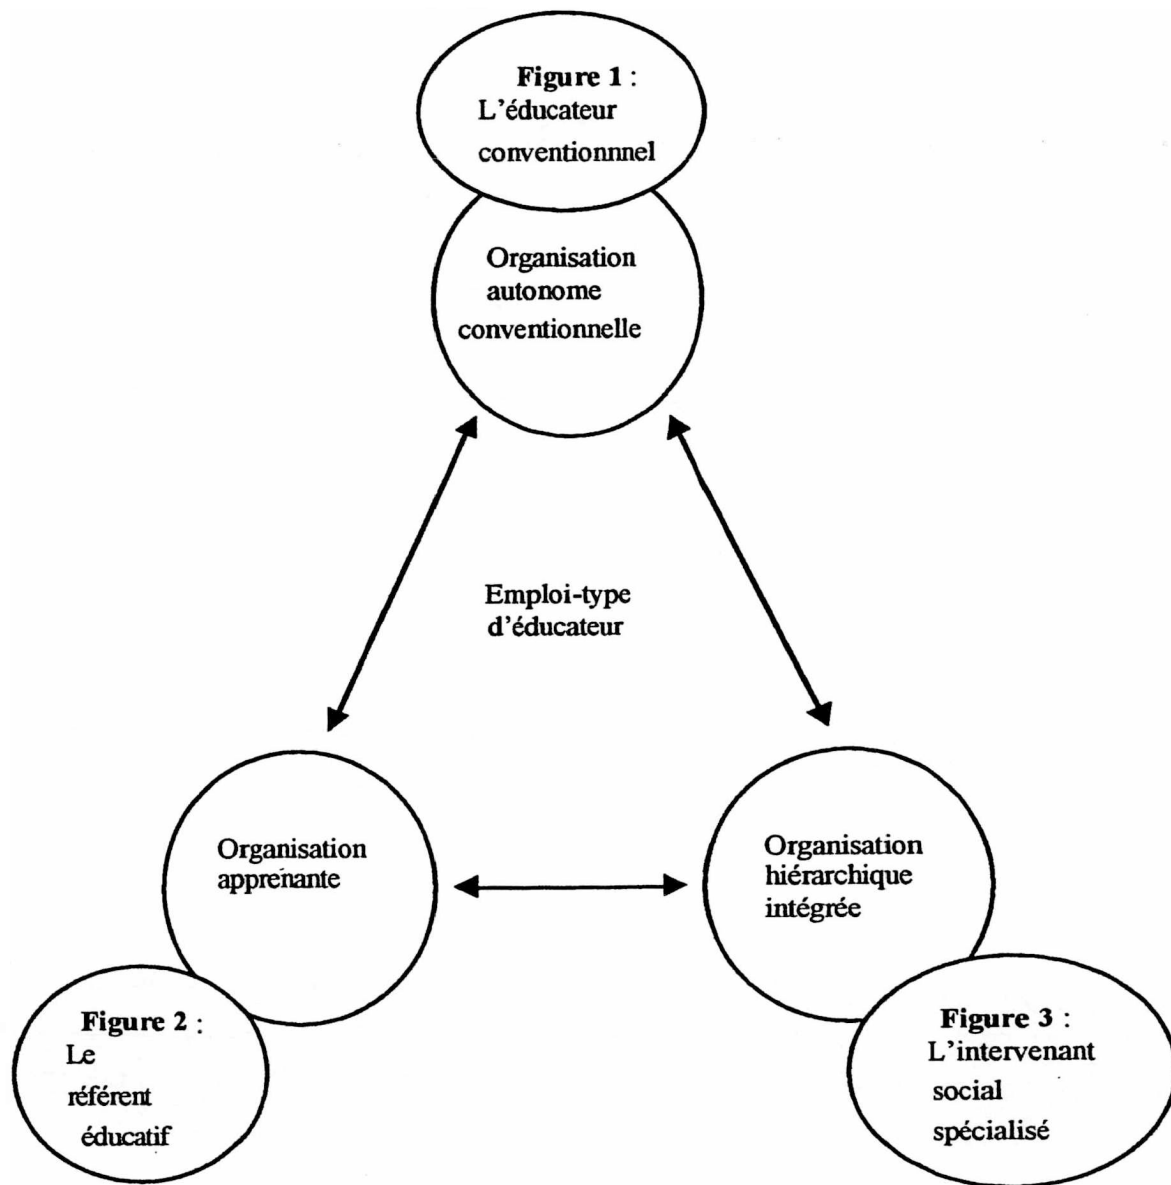 Figure 1 :
L'éducateur
conventionnnel
Organisation
autonome
conventionnelle
Emploi-type
d'éducateur
Organisation
apprenante
Organisation
hiérarchique
intégrée
Figure 2 :
Le
référent
éducatif
Figure 3 :
L'intervenant
social
spécialisé